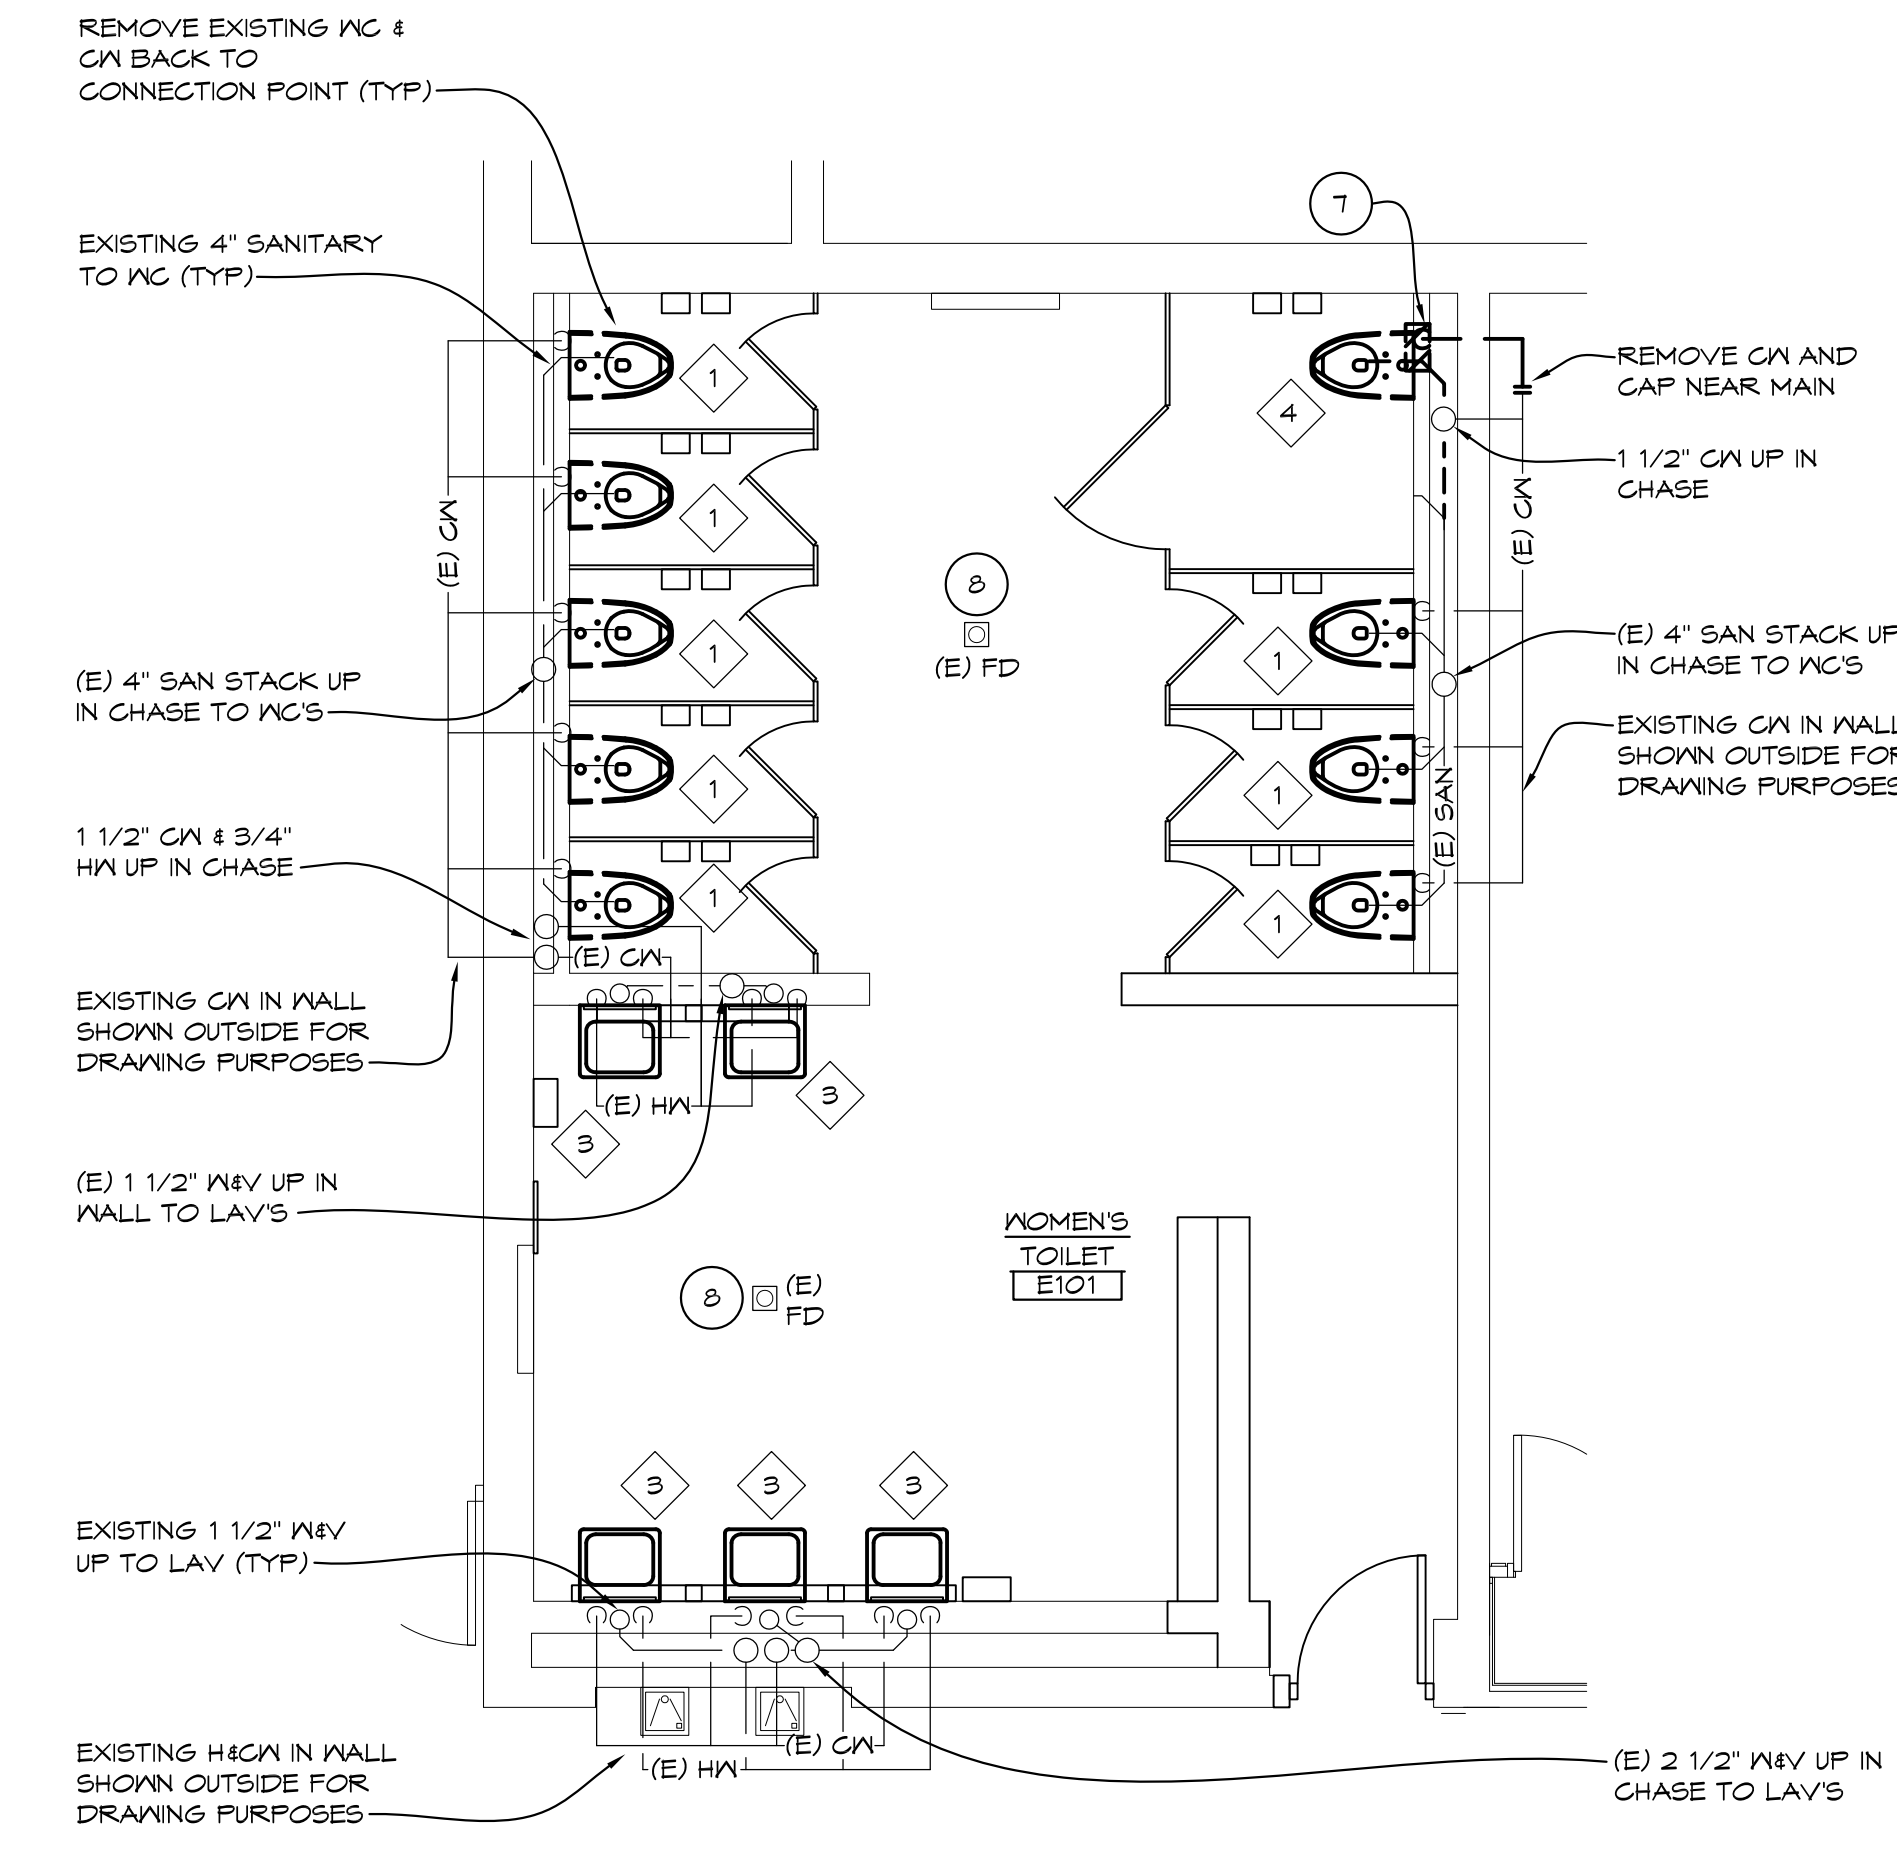 REMOVE EXISTING WC &
CW BACK TO
CONNECTION POINT (TYP)
7
EXISTING 4" SANITARY
TO WC (TYP)
REMOVE CW AND
CAP NEAR MAIN
1
4
1 1/2" CW UP IN
CHASE
(E) CW
1
(E) CW
8
(E) FD
1
1
(E) 4" SAN STACK UP
IN CHASE TO WC'S
(E) 4" SAN STACK UP
IN CHASE TO WC'S
EXISTING CW IN WALL
SHOWN OUTSIDE FOR
DRAWING PURPOSES
1
1
(E) SAN
1 1/2" CW & 3/4"
HW UP IN CHASE
1
1
(E) CW
EXISTING CW IN WALL
SHOWN OUTSIDE FOR
DRAWING PURPOSES
3
(E) HW
3
(E) 1 1/2" W&V UP IN
WALL TO LAV'S
WOMEN'S
TOILET
E101
8
(E)
FD
3
3
3
EXISTING 1 1/2" W&V
UP TO LAV (TYP)
(E) CW
(E) HW
EXISTING H&CW IN WALL
SHOWN OUTSIDE FOR
DRAWING PURPOSES
(E) 2 1/2" W&V UP IN
CHASE TO LAV'S